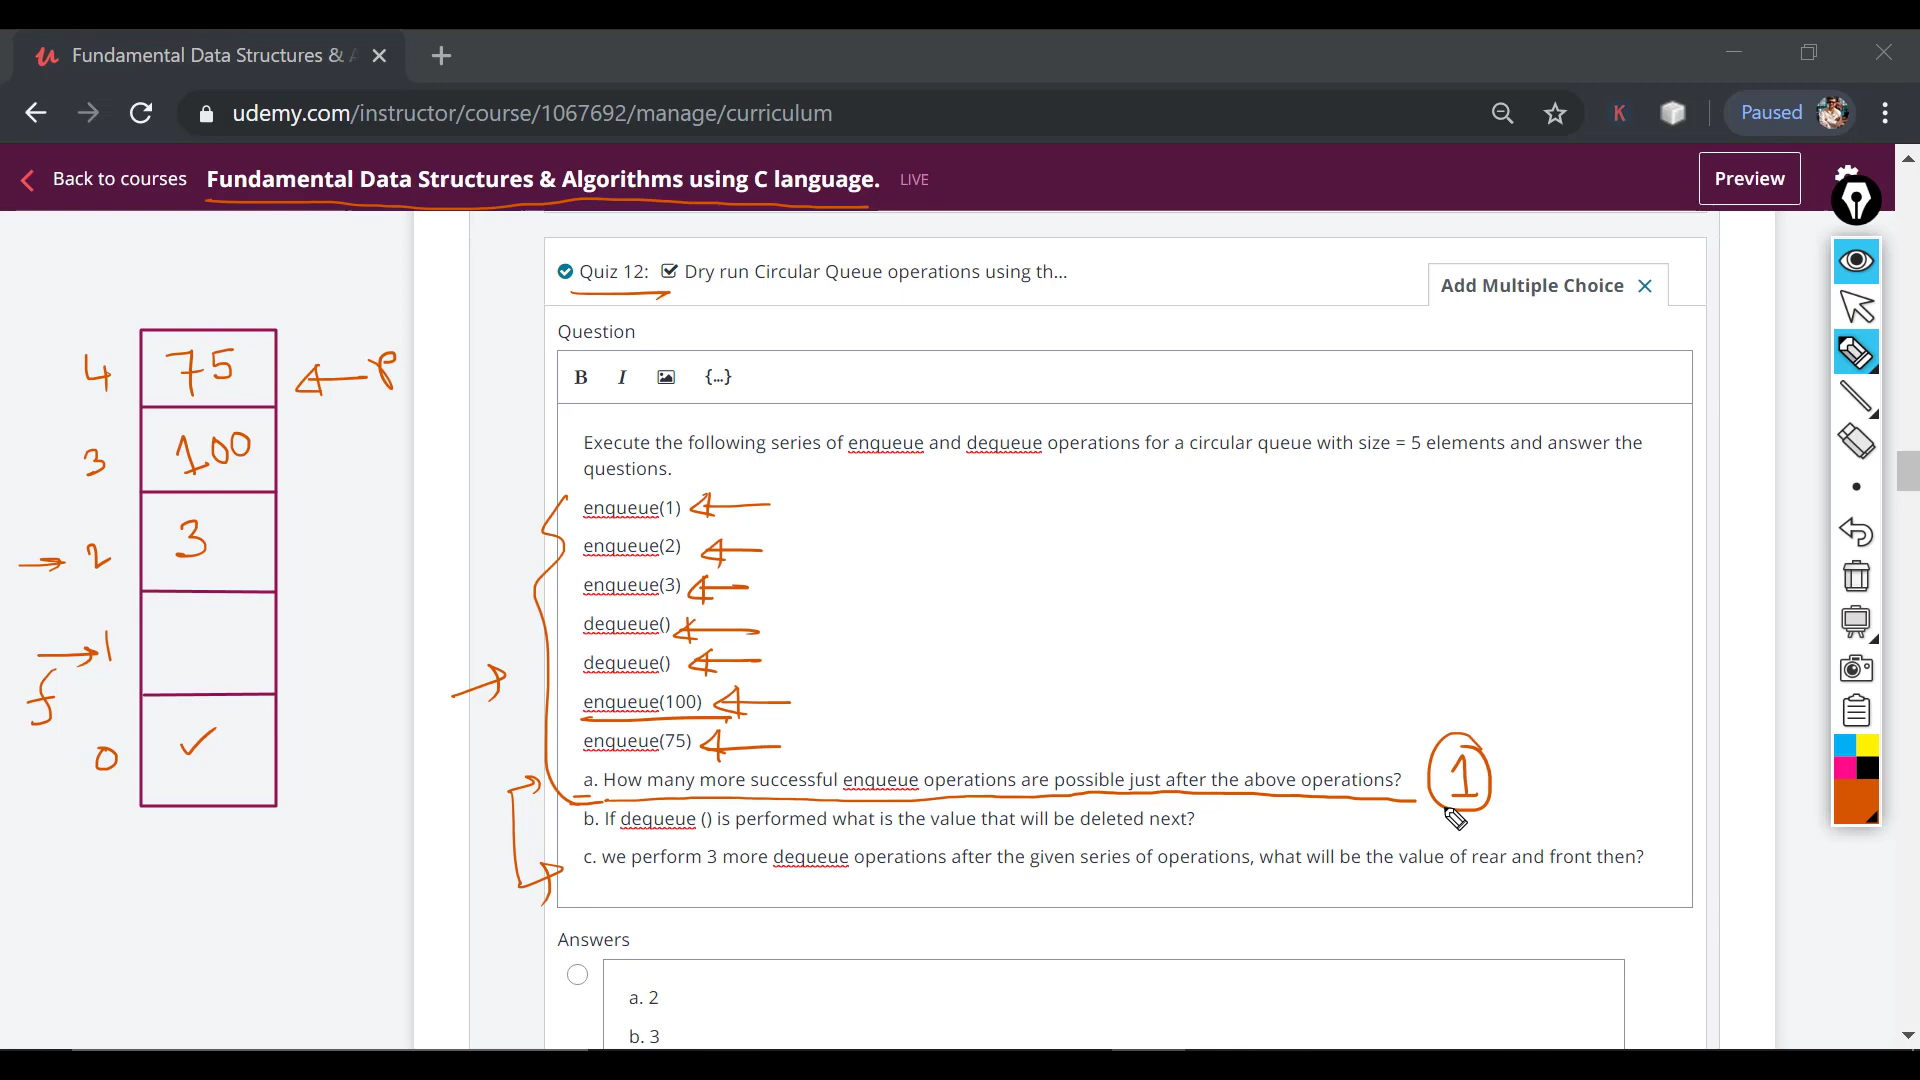 Fundamental Data Structures &
udemy.com/instructor/course/1067692/manage/curriculum
K
Paused
Back to courses
Fundamental Data Structures & Algorithms using C language.
LIVE
Preview
Quiz 12: Dry run Circular Queue operations using th...
Add Multiple Choice
Question
B I {...}
Execute the following series of enqueue and dequeue operations for a circular queue with size = 5 elements and answer the
questions.
enqueue(1)
enqueue(2)
enqueue(3)
dequeue()
dequeue()
enqueue(100)
enqueue(75)
a. How many more successful enqueue operations are possible just after the above operations?
1
b. If dequeue () is performed what is the value that will be deleted next?
c. we perform 3 more dequeue operations after the given series of operations, what will be the value of rear and front then?
Answers
a. 2
b. 3
4 75
3 100
2 3
1
f
0